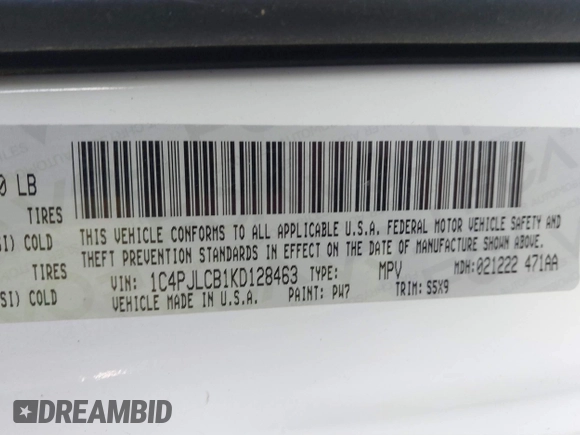 0 LB
TIRES
SI) COLD
TIRES
SI) COLD
THIS VEHICLE CONFORMS TO ALL APPLICABLE U.S.A. FEDERAL MOTOR VEHICLE SAFETY AND
THEFT PREVENTION STANDARDS IN EFFECT ON THE DATE OF MANUFACTURE SHOWN ABOVE.
VIN: 1C4PJLCB1KD128463 TYPE: MPV MDH: 021222 471AA
VEHICLE MADE IN U.S.A. PAINT: PW7 TRIM: S5X9
DREAMBID